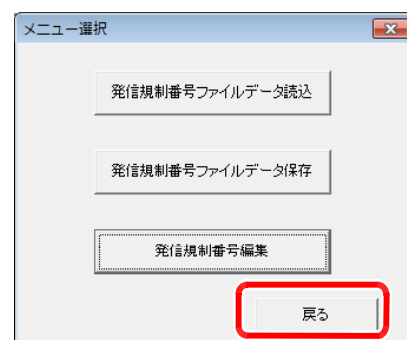 メニュー選択
発信規制番号ファイルデータ読込
発信規制番号ファイルデータ保存
発信規制番号編集
戻る